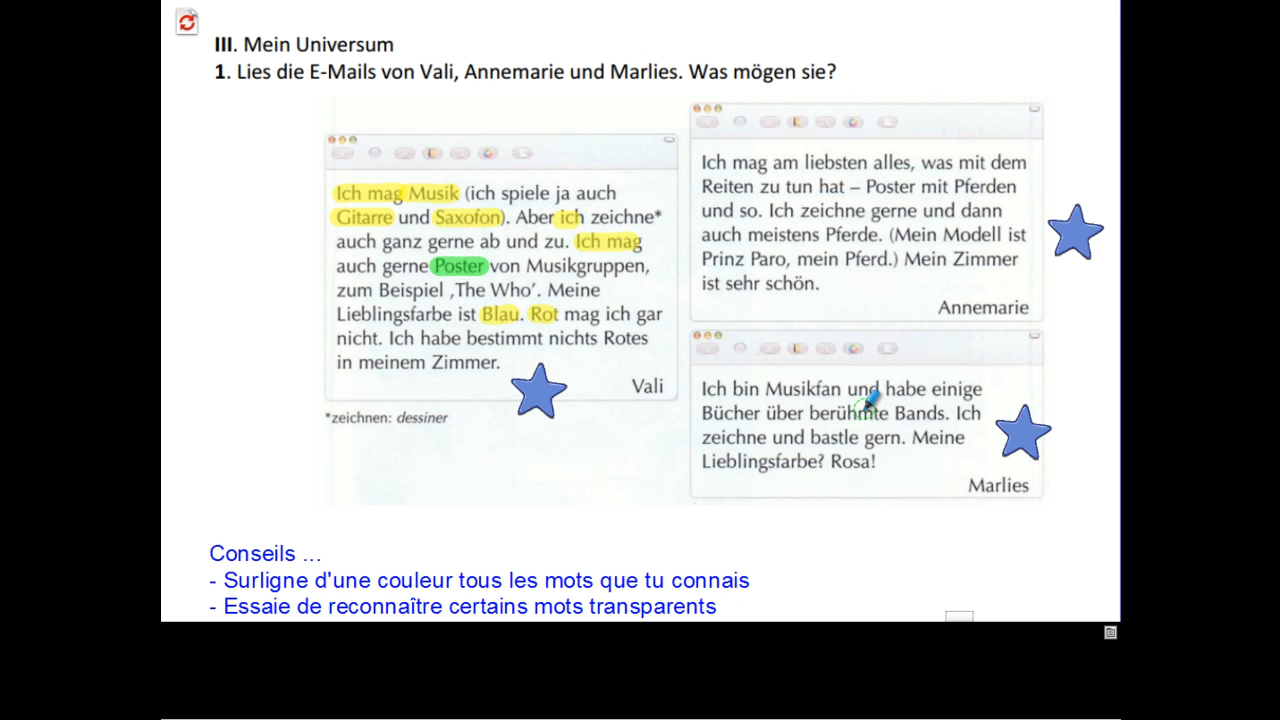 III. Mein Universum
1. Lies die E-Mails von Vali, Annemarie und Marlies. Was mögen sie?
Ich mag Musik (ich spiele ja auch
Gitarre und Saxofon). Aber ich zeichne*
auch ganz gerne ab und zu. Ich mag
auch gerne Poster von Musikgruppen,
zum Beispiel ‚The Who'. Meine
Lieblingsfarbe ist Blau. Rot mag ich gar
nicht. Ich habe bestimmt nichts Rotes
in meinem Zimmer.
Vali
*zeichnen: dessiner
Ich mag am liebsten alles, was mit dem
Reiten zu tun hat – Poster mit Pferden
und so. Ich zeichne gerne und dann
auch meistens Pferde. (Mein Modell ist
Prinz Paro, mein Pferd.) Mein Zimmer
ist sehr schön.
Annemarie
Ich bin Musikfan und habe einige
Bücher über berühmte Bands. Ich
zeichne und bastle gern. Meine
Lieblingsfarbe? Rosa!
Marlies
Conseils ...
- Surligne d'une couleur tous les mots que tu connais
- Essaie de reconnaître certains mots transparents